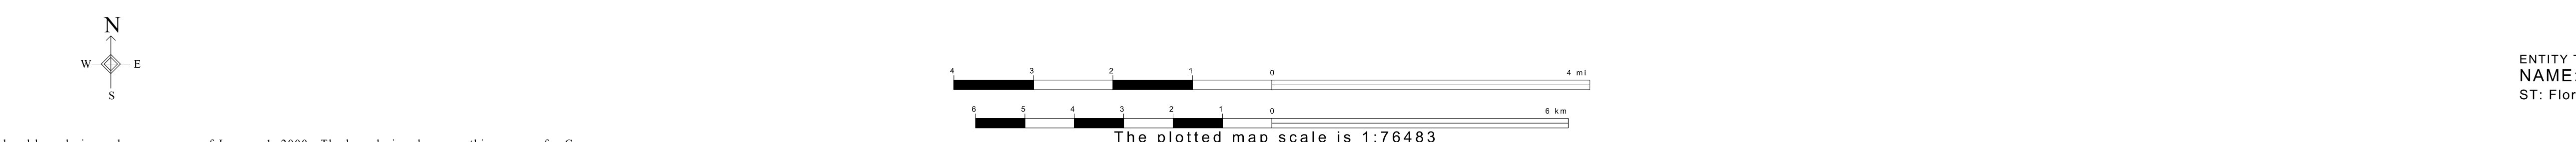 N
W E
S
4 3 2 1 0 4 mi
6 5 4 3 2 1 0 6 km
The plotted map scale is 1:76483
ENTITY
NAME:
ST: Flor